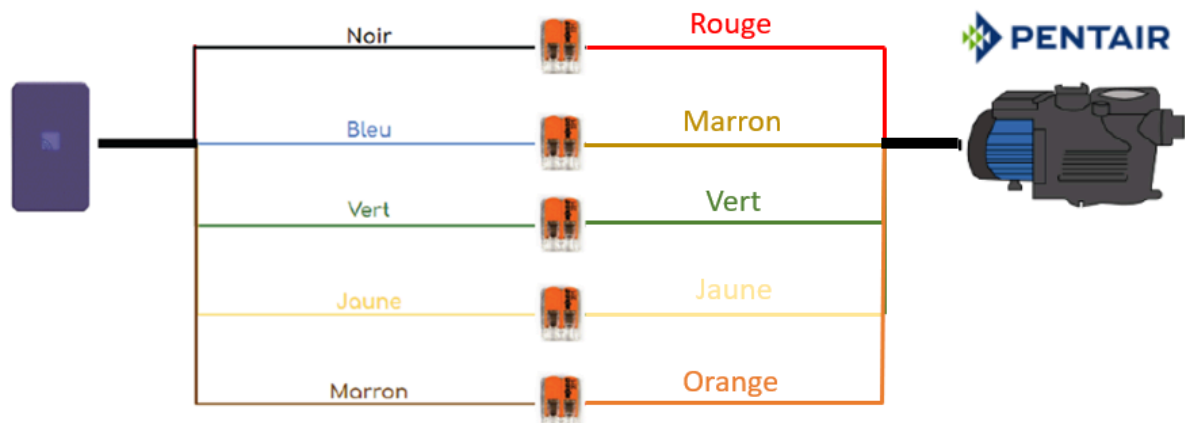 Noir
Rouge
PENTAIR
Bleu
Marron
Vert
Vert
Jaune
Jaune
Marron
Orange